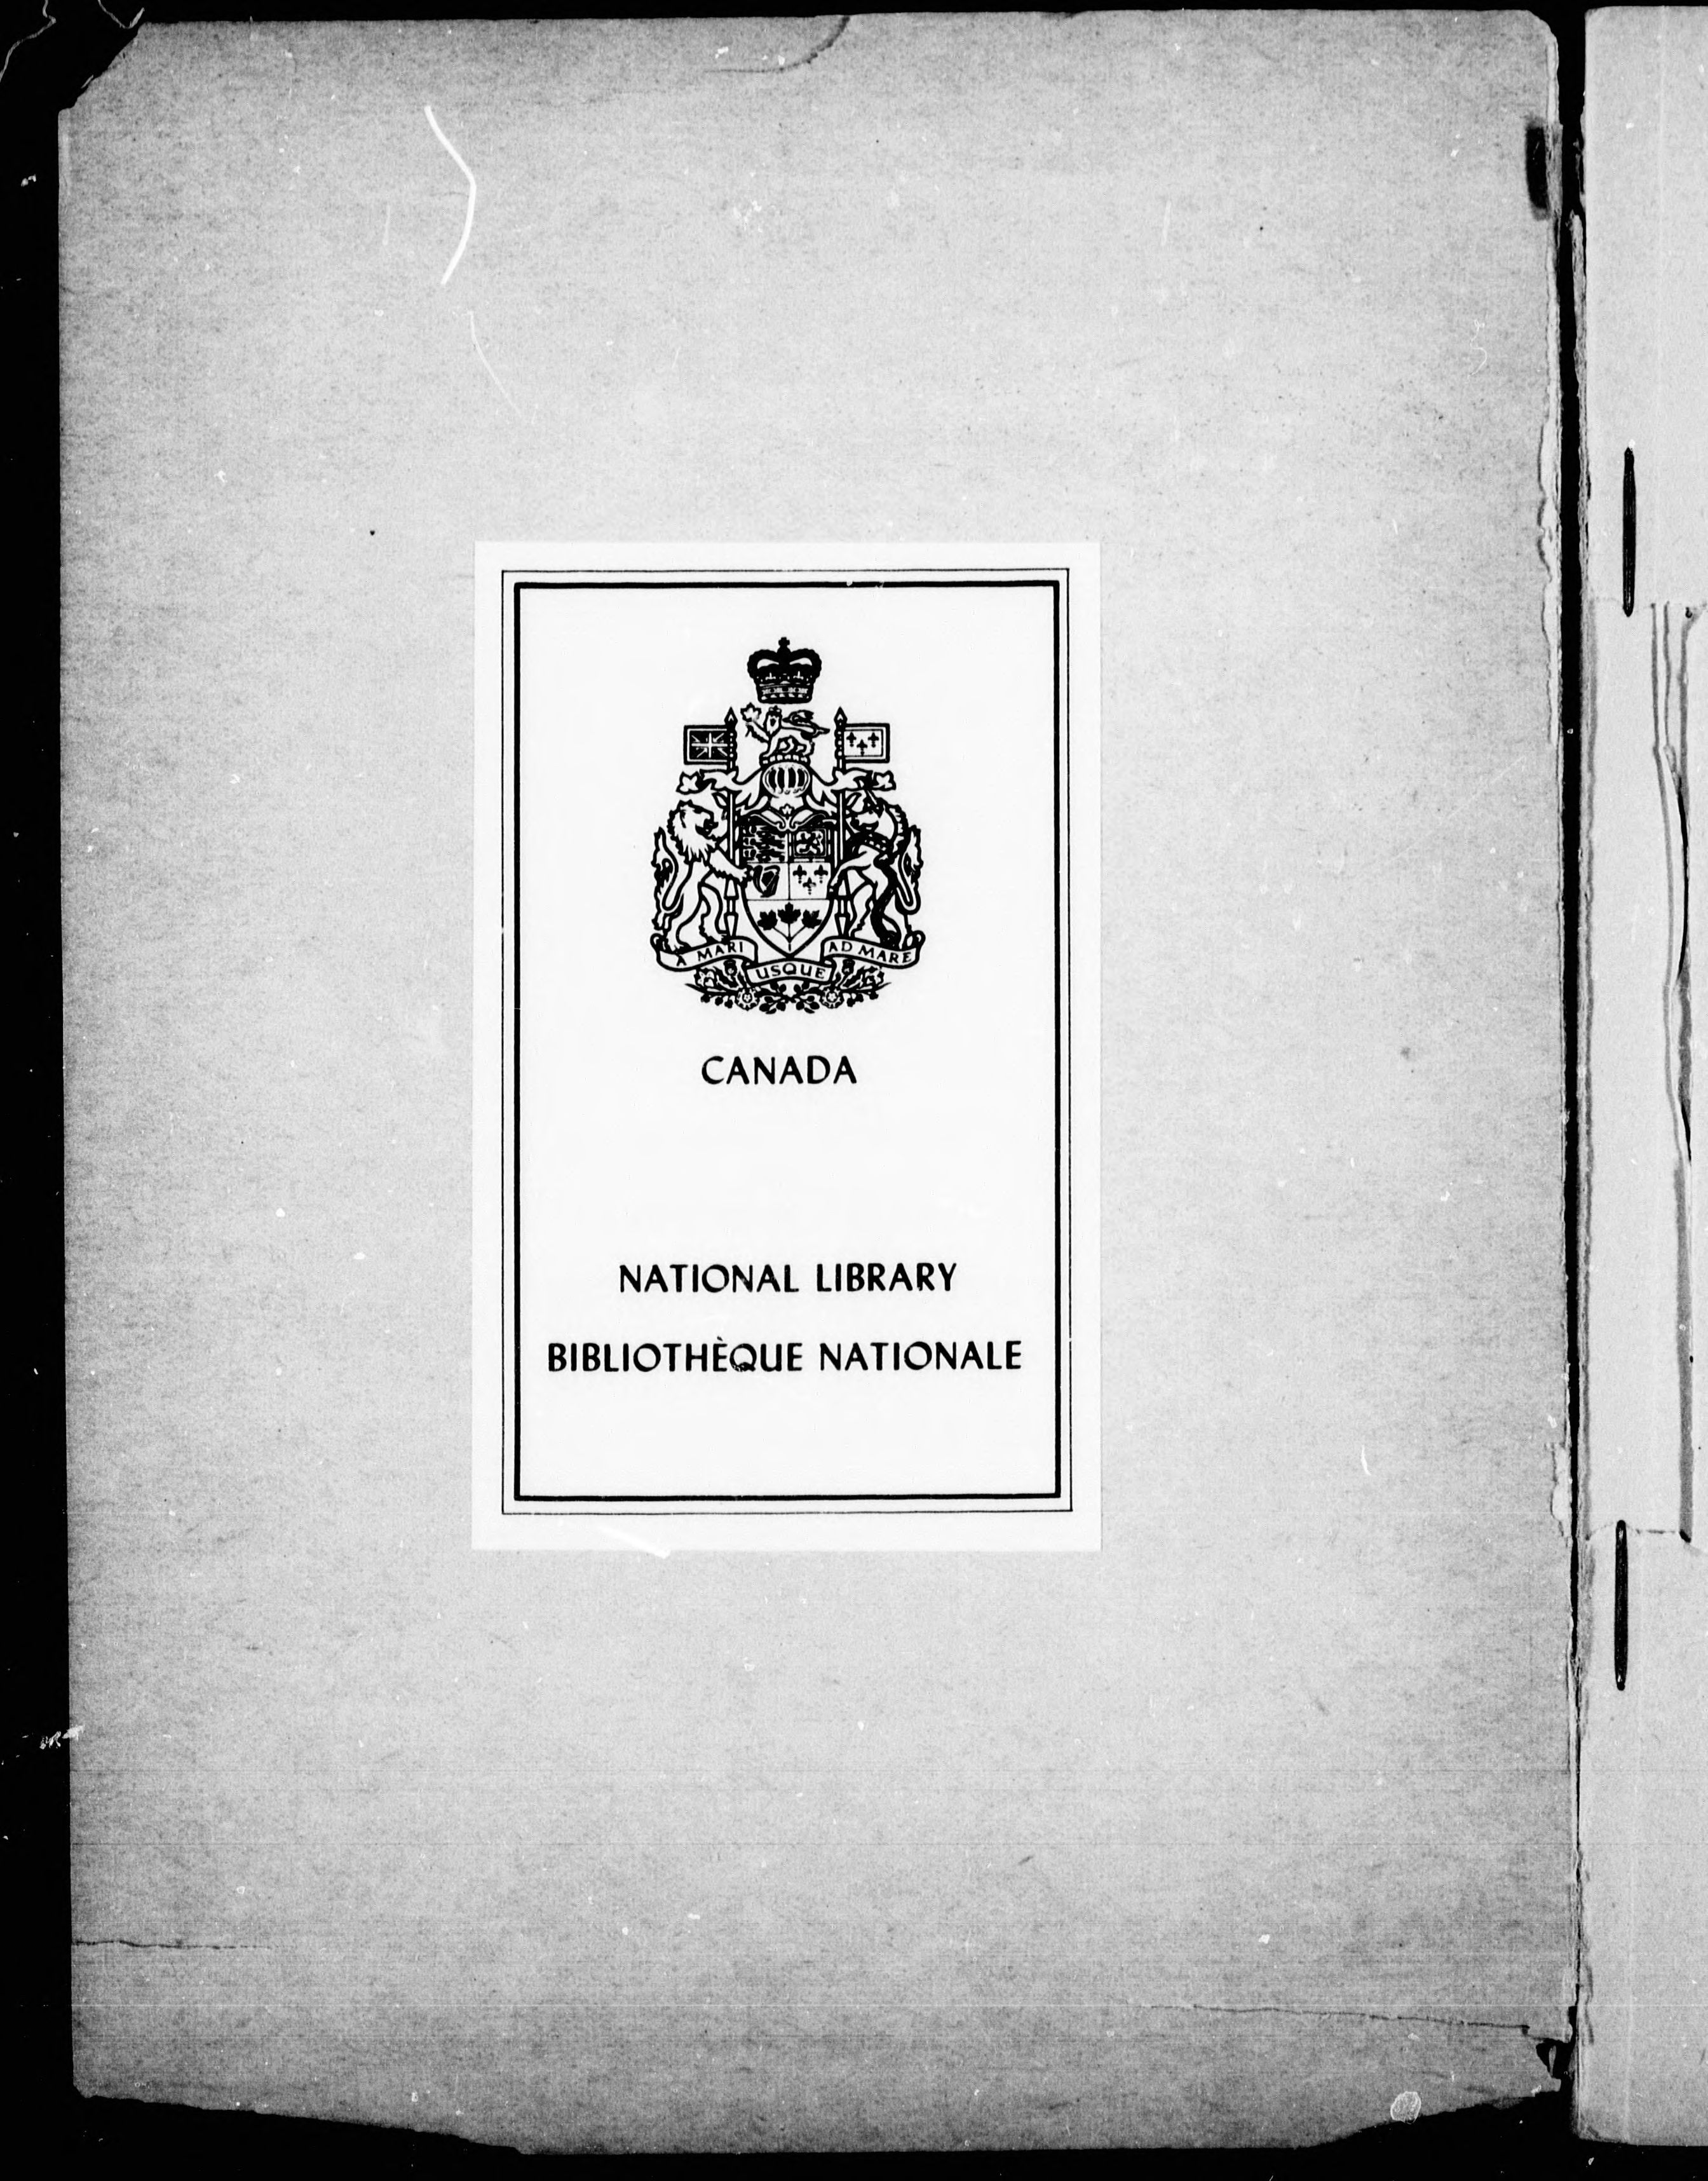 A MARI USQUE AD MARE
CANADA
NATIONAL LIBRARY
BIBLIOTHÈQUE NATIONALE